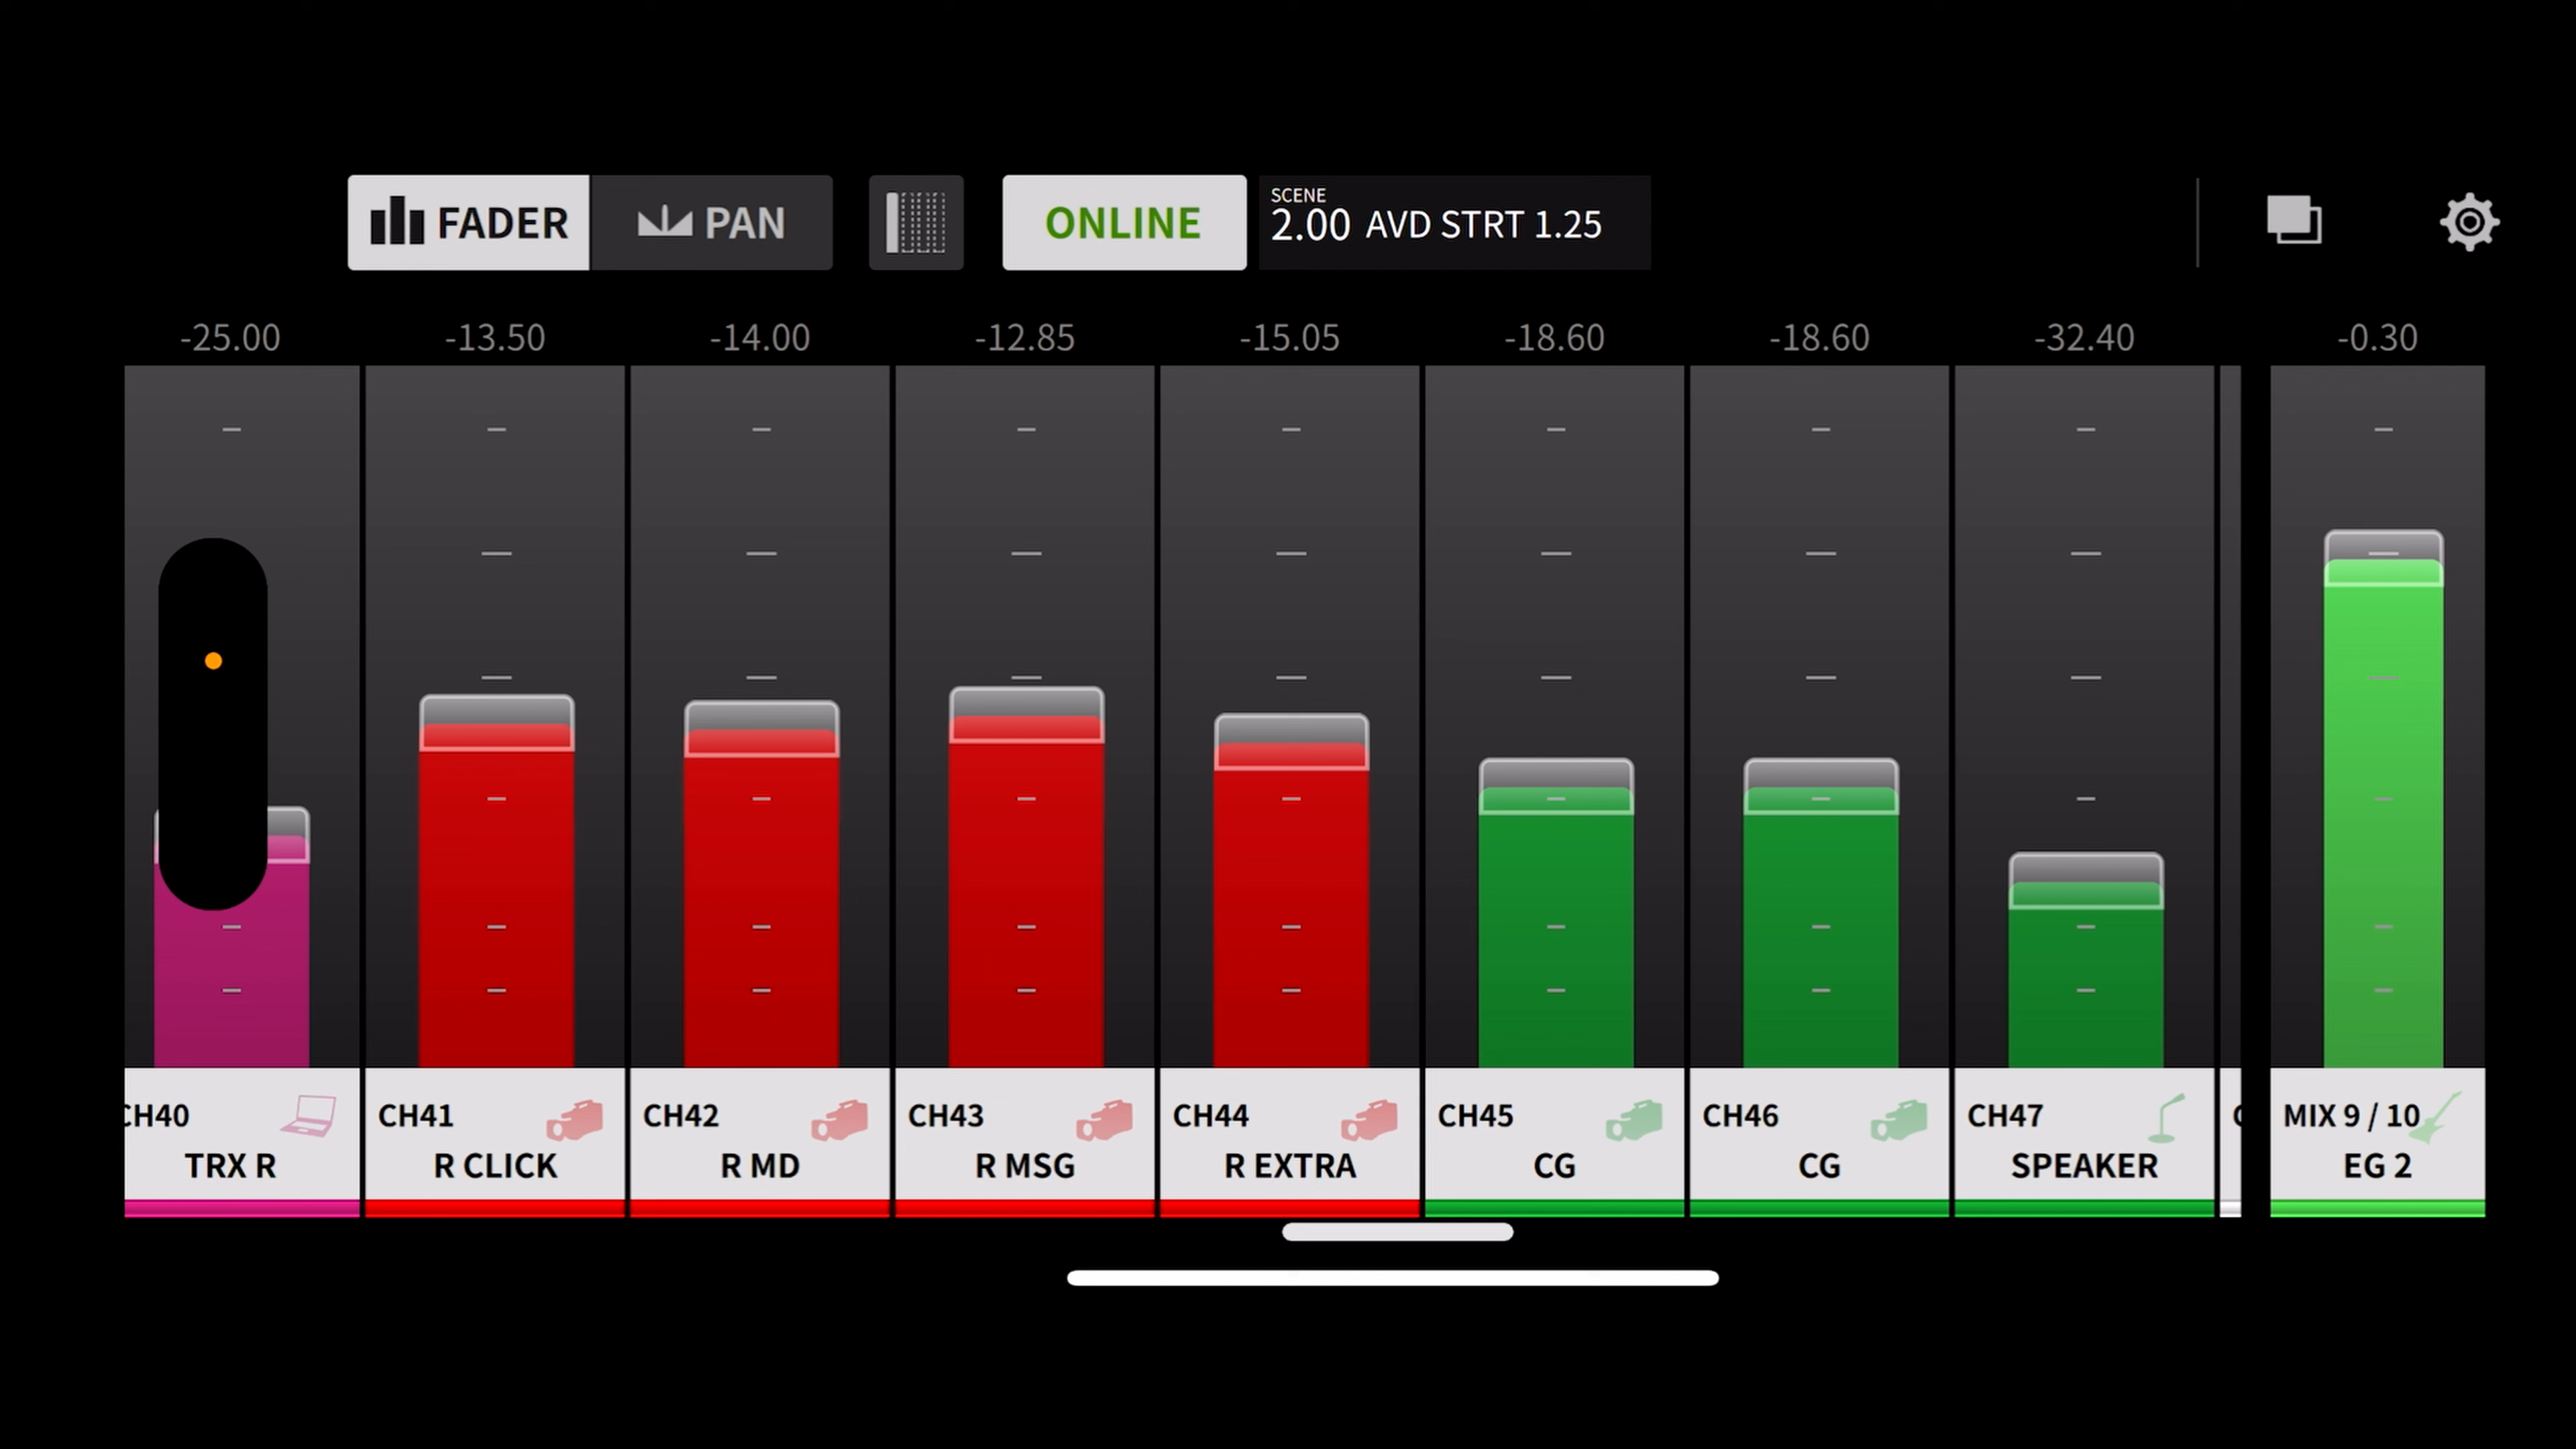 FADER PAN ONLINE SCENE
2.00 AVD STRT 1.25
-25.00 -13.50 -14.00 -12.85 -15.05 -18.60 -18.60 -32.40 -0.30
CH40 CH41 CH42 CH43 CH44 CH45 CH46 CH47 MIX 9 / 10
TRX R R CLICK R MD R MSG R EXTRA CG CG SPEAKER EG 2